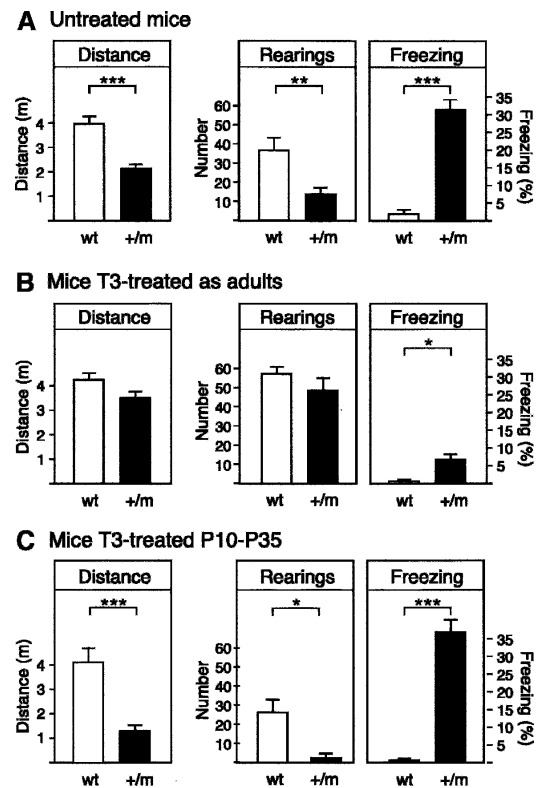 A Untreated mice
Distance Rearings Freezing
*** ** ***
Distance (m)
4
3
2
1
Number
60
50
40
30
20
10
35
30
25
20
15
10
5
Freezing (%)
wt +/m wt +/m wt +/m
B Mice T3-treated as adults
Distance Rearings Freezing
*
Distance (m)
4
3
2
1
Number
60
50
40
30
20
10
35
30
25
20
15
10
5
Freezing (%)
wt +/m wt +/m wt +/m
C Mice T3-treated P10-P35
Distance Rearings Freezing
*** * ***
Distance (m)
4
3
2
1
Number
60
50
40
30
20
10
35
30
25
20
15
10
5
Freezing (%)
wt +/m wt +/m wt +/m